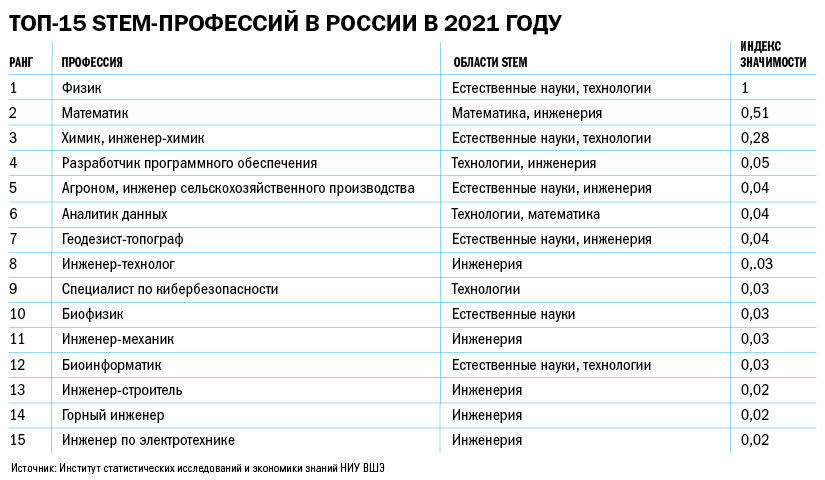 ТОП-15 STEM-ПРОФЕССИЙ В РОССИИ В 2021 ГОДУ
РАНГ ПРОФЕССИЯ ОБЛАСТИ STEM ИНДЕКС ЗНАЧИМОСТИ
1 Физик Естественные науки, технологии 1
2 Математик Математика, инженерия 0,51
3 Химик, инженер-химик Естественные науки, технологии 0,28
4 Разработчик программного обеспечения Технологии, инженерия 0,05
5 Агроном, инженер сельскохозяйственного производства Естественные науки, инженерия 0,04
6 Аналитик данных Технологии, математика 0,04
7 Геодезист-топограф Естественные науки, инженерия 0,04
8 Инженер-технолог Инженерия 0,.03
9 Специалист по кибербезопасности Технологии 0,03
10 Биофизик Естественные науки 0,03
11 Инженер-механик Инженерия 0,03
12 Биоинформатик Естественные науки, технологии 0,03
13 Инженер-строитель Инженерия 0,02
14 Горный инженер Инженерия 0,02
15 Инженер по электротехнике Инженерия 0,02
Источник: Институт статистических исследований и экономики знаний НИУ ВШЭ